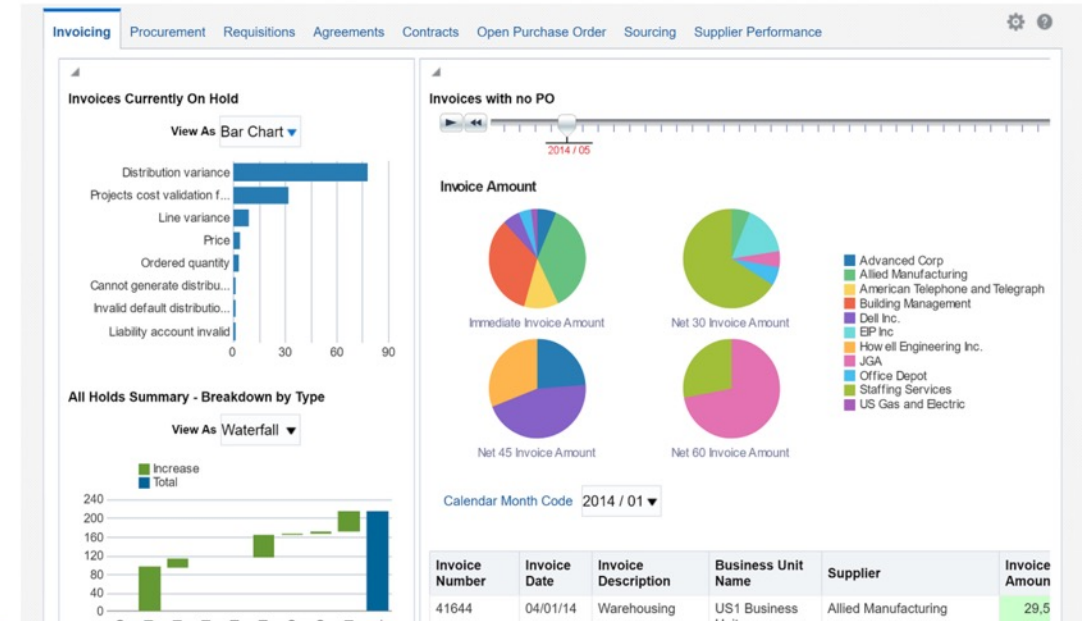 Invoicing Procurement Requisitions Agreements Contracts Open Purchase Order Sourcing Supplier Performance
Invoices Currently On Hold
View As Bar Chart
Distribution variance
Projects cost validation f...
Line variance
Price
Ordered quantity
Cannot generate distribu...
Invalid default distributio...
Liability account invalid
0 30 60 90
All Holds Summary - Breakdown by Type
View As Waterfall
Increase
Total
240
200
160
120
80
40
0
Invoices with no PO
2014 / 05
Invoice Amount
Immediate Invoice Amount
Net 30 Invoice Amount
Net 45 Invoice Amount
Net 60 Invoice Amount
Advanced Corp
Allied Manufacturing
American Telephone and Telegraph
Building Management
Dell Inc.
EIP Inc
Howell Engineering Inc.
JGA
Office Depot
Staffing Services
US Gas and Electric
Calendar Month Code 2014 / 01
Invoice Number Invoice Date Invoice Description Business Unit Name Supplier Invoice Amoun
41644 04/01/14 Warehousing US1 Business Allied Manufacturing 29,5